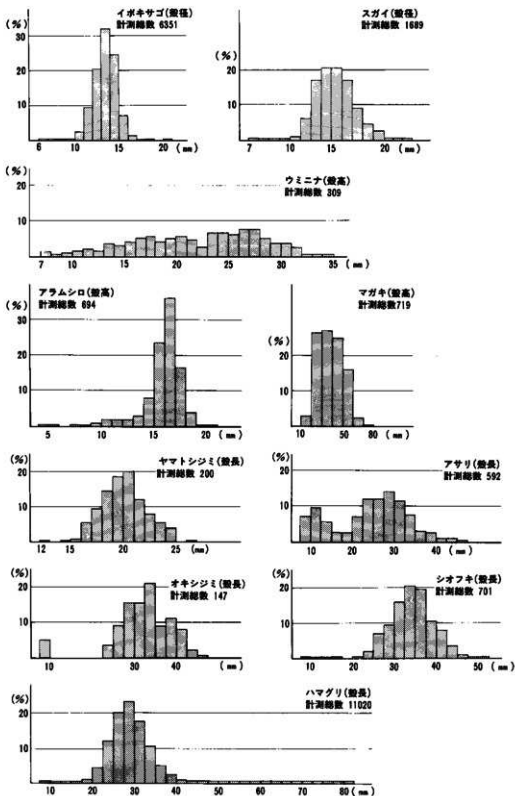 イボキサゴ(殻径)
計測総数 6351
(%)
30
20
10
6 10 15 20 (mm)
スガイ(殻径)
計測総数 1689
(%)
20
10
7 10 15 20 (mm)
ウミニナ(殻高)
計測総数 309
(%)
20
10
7 10 15 20 25 30 35 (mm)
アラムシロ(殻高)
計測総数 694
(%)
30
20
10
5 10 15 20 (mm)
マガキ(殻高)
計測総数719
(%)
20
10
10 50 80 (mm)
ヤマトシジミ(殻長)
計測総数 200
(%)
20
10
12 15 20 25 (mm)
アサリ(殻長)
計測総数 592
(%)
20
10
10 20 30 40 (mm)
オキシジミ(殻長)
計測総数 147
(%)
20
10
10 30 40 (mm)
シオフキ(殻長)
計測総数 701
(%)
20
10
10 20 30 40 50 (mm)
ハマグリ(殻長)
計測総数 11020
(%)
20
10
10 20 30 40 50 60 70 80 (mm)